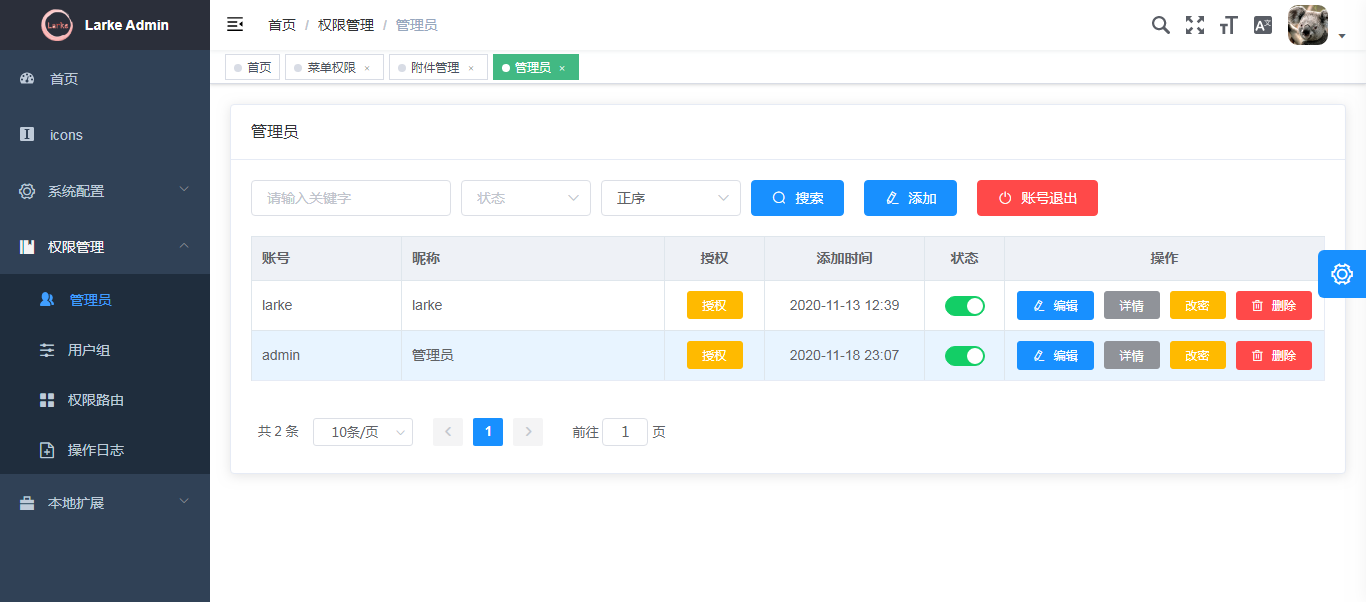 Larke
Larke Admin
首页 / 权限管理 / 管理员
首页
菜单权限 ×
附件管理 ×
管理员 ×
首页
icons
系统配置
权限管理
管理员
用户组
权限路由
操作日志
本地扩展
管理员
请输入关键字 状态 正序 搜索 添加 账号退出
账号 昵称 授权 添加时间 状态 操作
larke larke 授权 2020-11-13 12:39 编辑 详情 改密 删除
admin 管理员 授权 2020-11-18 23:07 编辑 详情 改密 删除
共 2 条 10条/页 < 1 > 前往 1 页